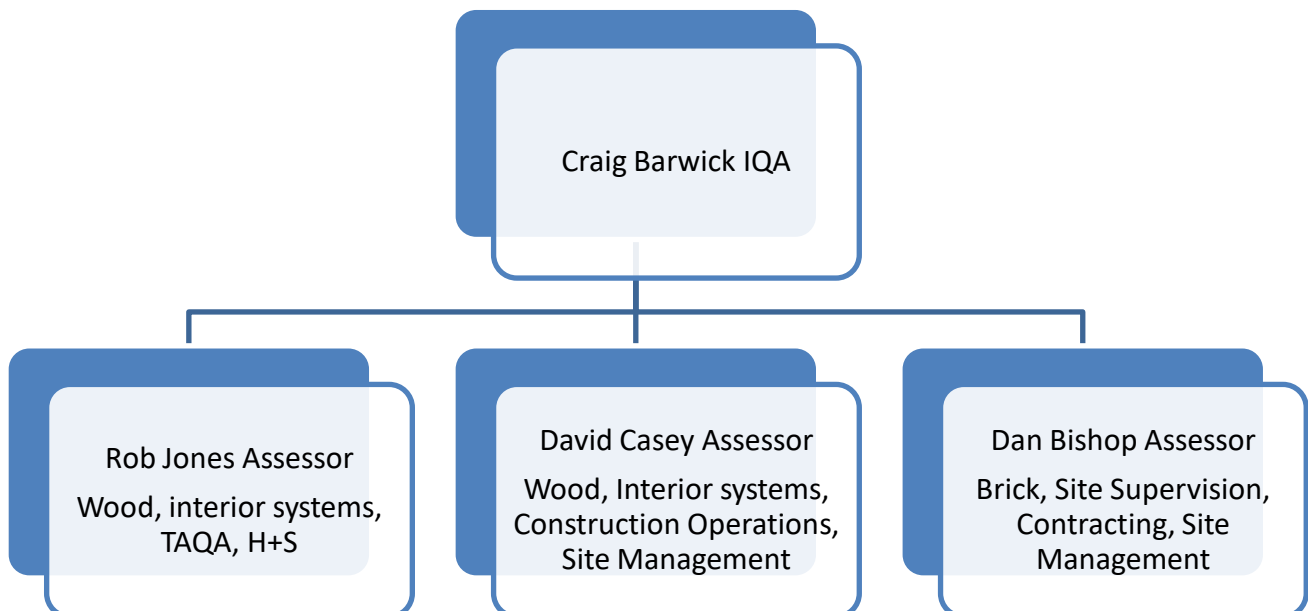 Craig Barwick IQA
Rob Jones Assessor
Wood, interior systems,
TAQA, H+S
David Casey Assessor
Wood, Interior systems,
Construction Operations,
Site Management
Dan Bishop Assessor
Brick, Site Supervision,
Contracting, Site
Management